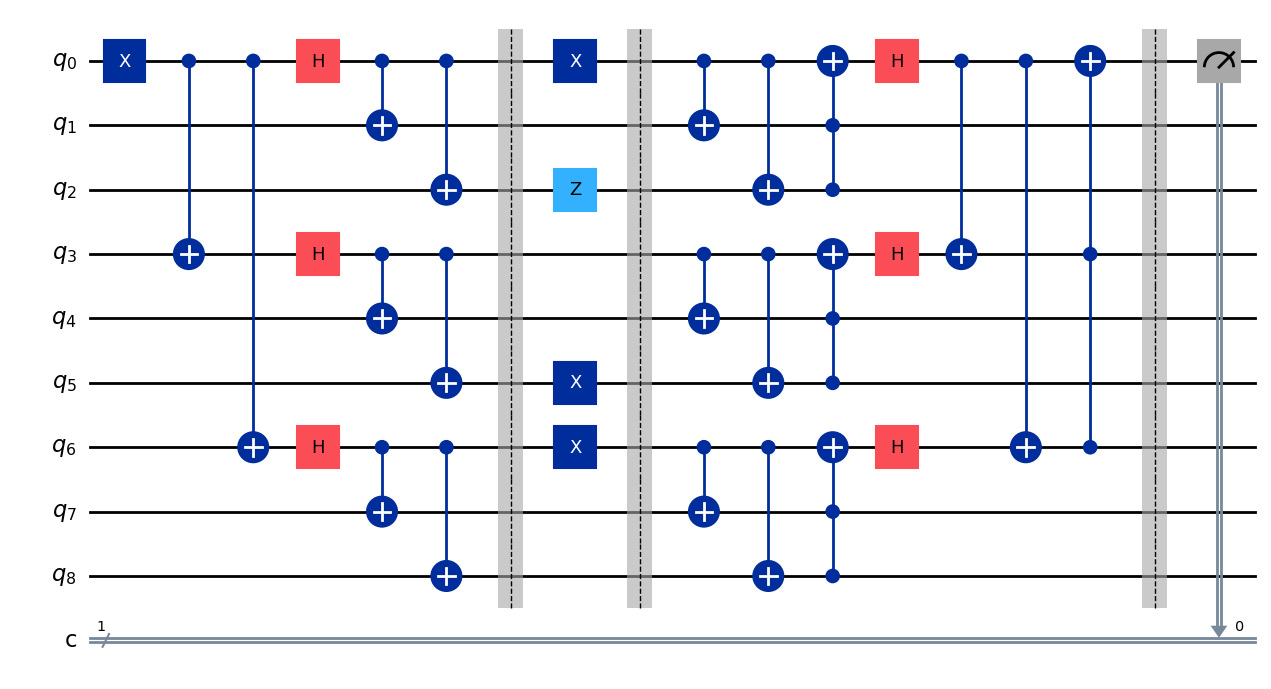 q0 X H X H
q1
q2 Z
q3 H H
q4
q5 X
q6 H X H
q7
q8
c 1 0